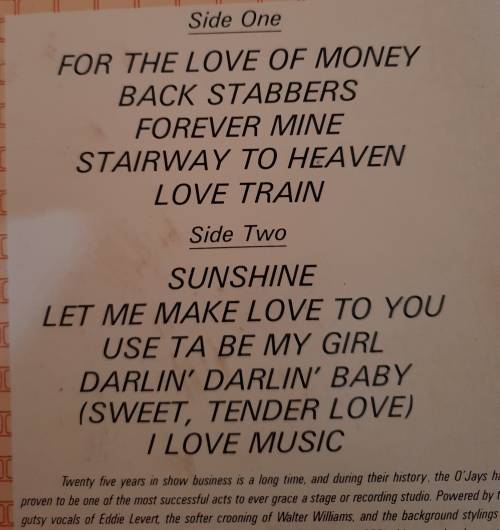 Side One
FOR THE LOVE OF MONEY
BACK STABBERS
FOREVER MINE
STAIRWAY TO HEAVEN
LOVE TRAIN
Side Two
SUNSHINE
LET ME MAKE LOVE TO YOU
USE TA BE MY GIRL
DARLIN' DARLIN' BABY
(SWEET, TENDER LOVE)
I LOVE MUSIC
Twenty five years in show business is a long time, and during their history, the O'Jays
proven to be one of the most successful acts to ever grace a stage or recording studio. Powered by
gutsy vocals of Eddie Levert, the softer crooning of Walter Williams, and the background stylings